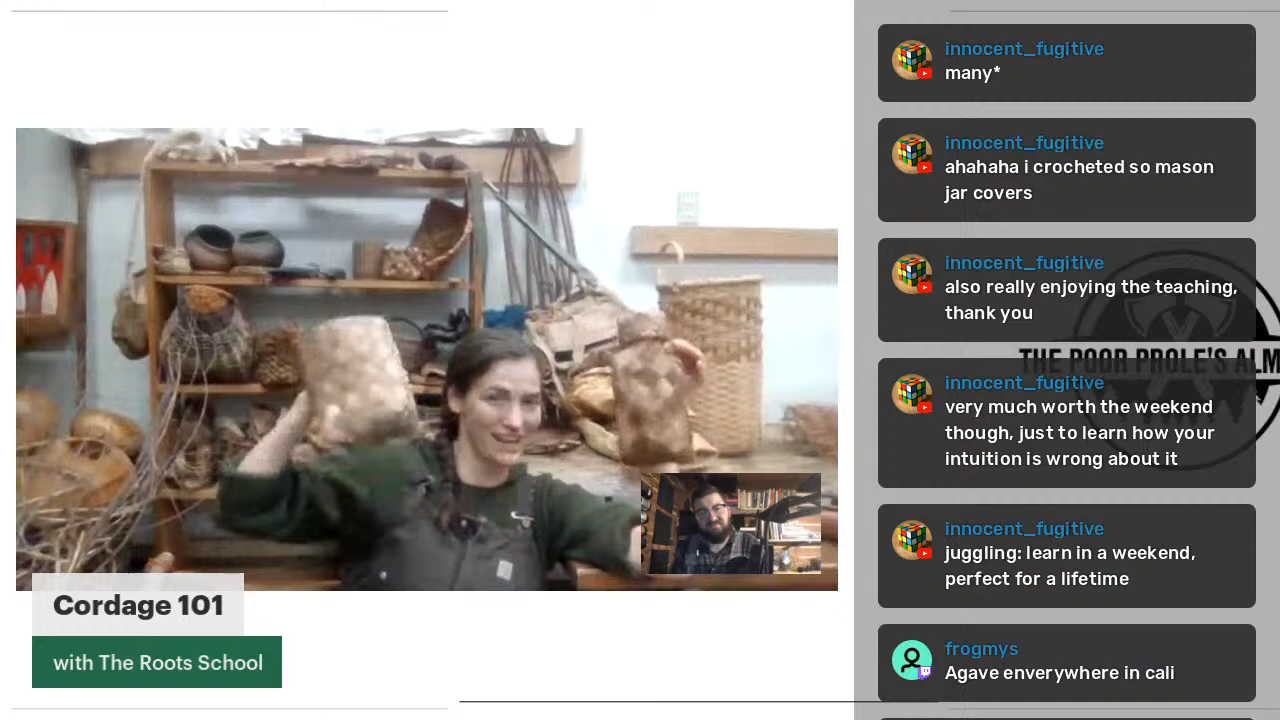 innocent_fugitive
many*
innocent_fugitive
ahahaha i crocheted so mason
jar covers
innocent_fugitive
also really enjoying the teaching,
thank you
THE POOR PROLE'S ALM
innocent_fugitive
very much worth the weekend
though, just to learn how your
intuition is wrong about it
innocent_fugitive
juggling: learn in a weekend,
perfect for a lifetime
frogmys
Agave enverywhere in cali
Cordage 101
with The Roots School